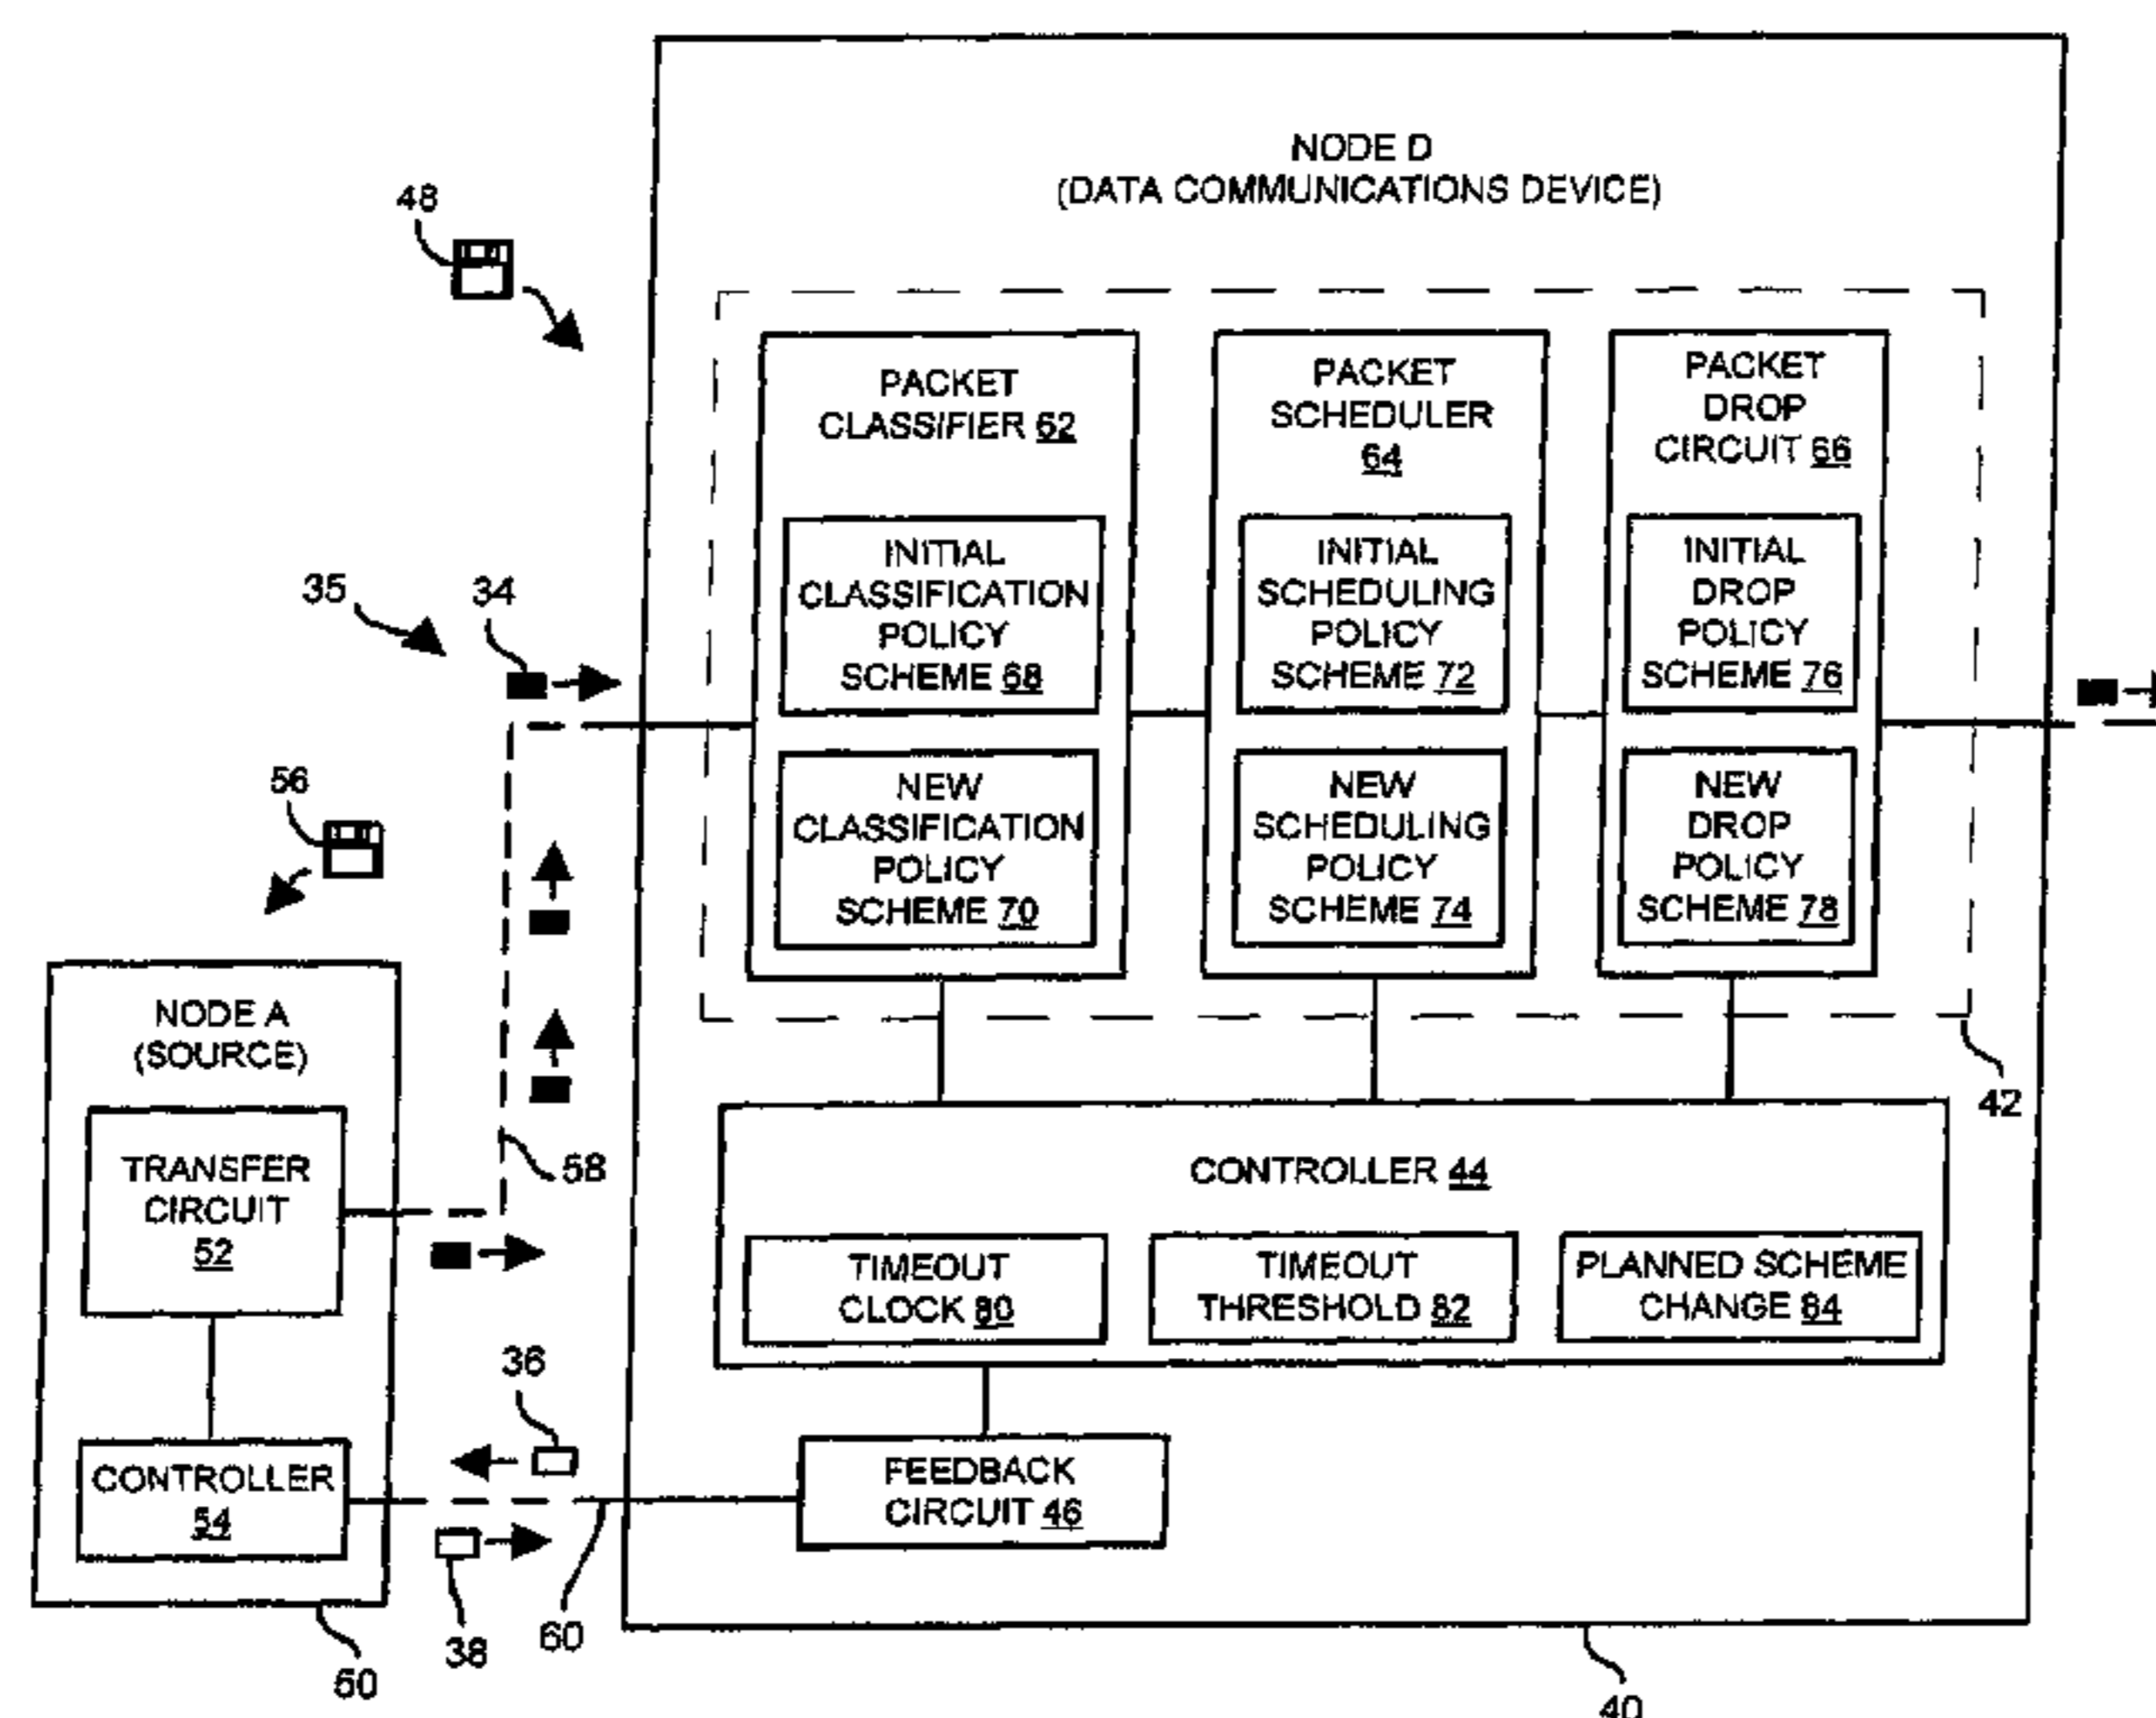 NODE D
(DATA COMMUNICATIONS DEVICE)
48
PACKET
CLASSIFIER 62
PACKET
SCHEDULER
64
PACKET
DROP
CIRCUIT 66
INITIAL
CLASSIFICATION
POLICY
SCHEME 68
INITIAL
SCHEDULING
POLICY
SCHEME 72
INITIAL
DROP
POLICY
SCHEME 76
35
34
NEW
CLASSIFICATION
POLICY
SCHEME 70
NEW
SCHEDULING
POLICY
SCHEME 74
NEW
DROP
POLICY
SCHEME 78
56
NODE A
(SOURCE)
42
TRANSFER
CIRCUIT
52
58
CONTROLLER 44
TIMEOUT
CLOCK 80
TIMEOUT
THRESHOLD 82
PLANNED SCHEME
CHANGE 84
36
CONTROLLER
54
FEEDBACK
CIRCUIT 46
38
60
50
40